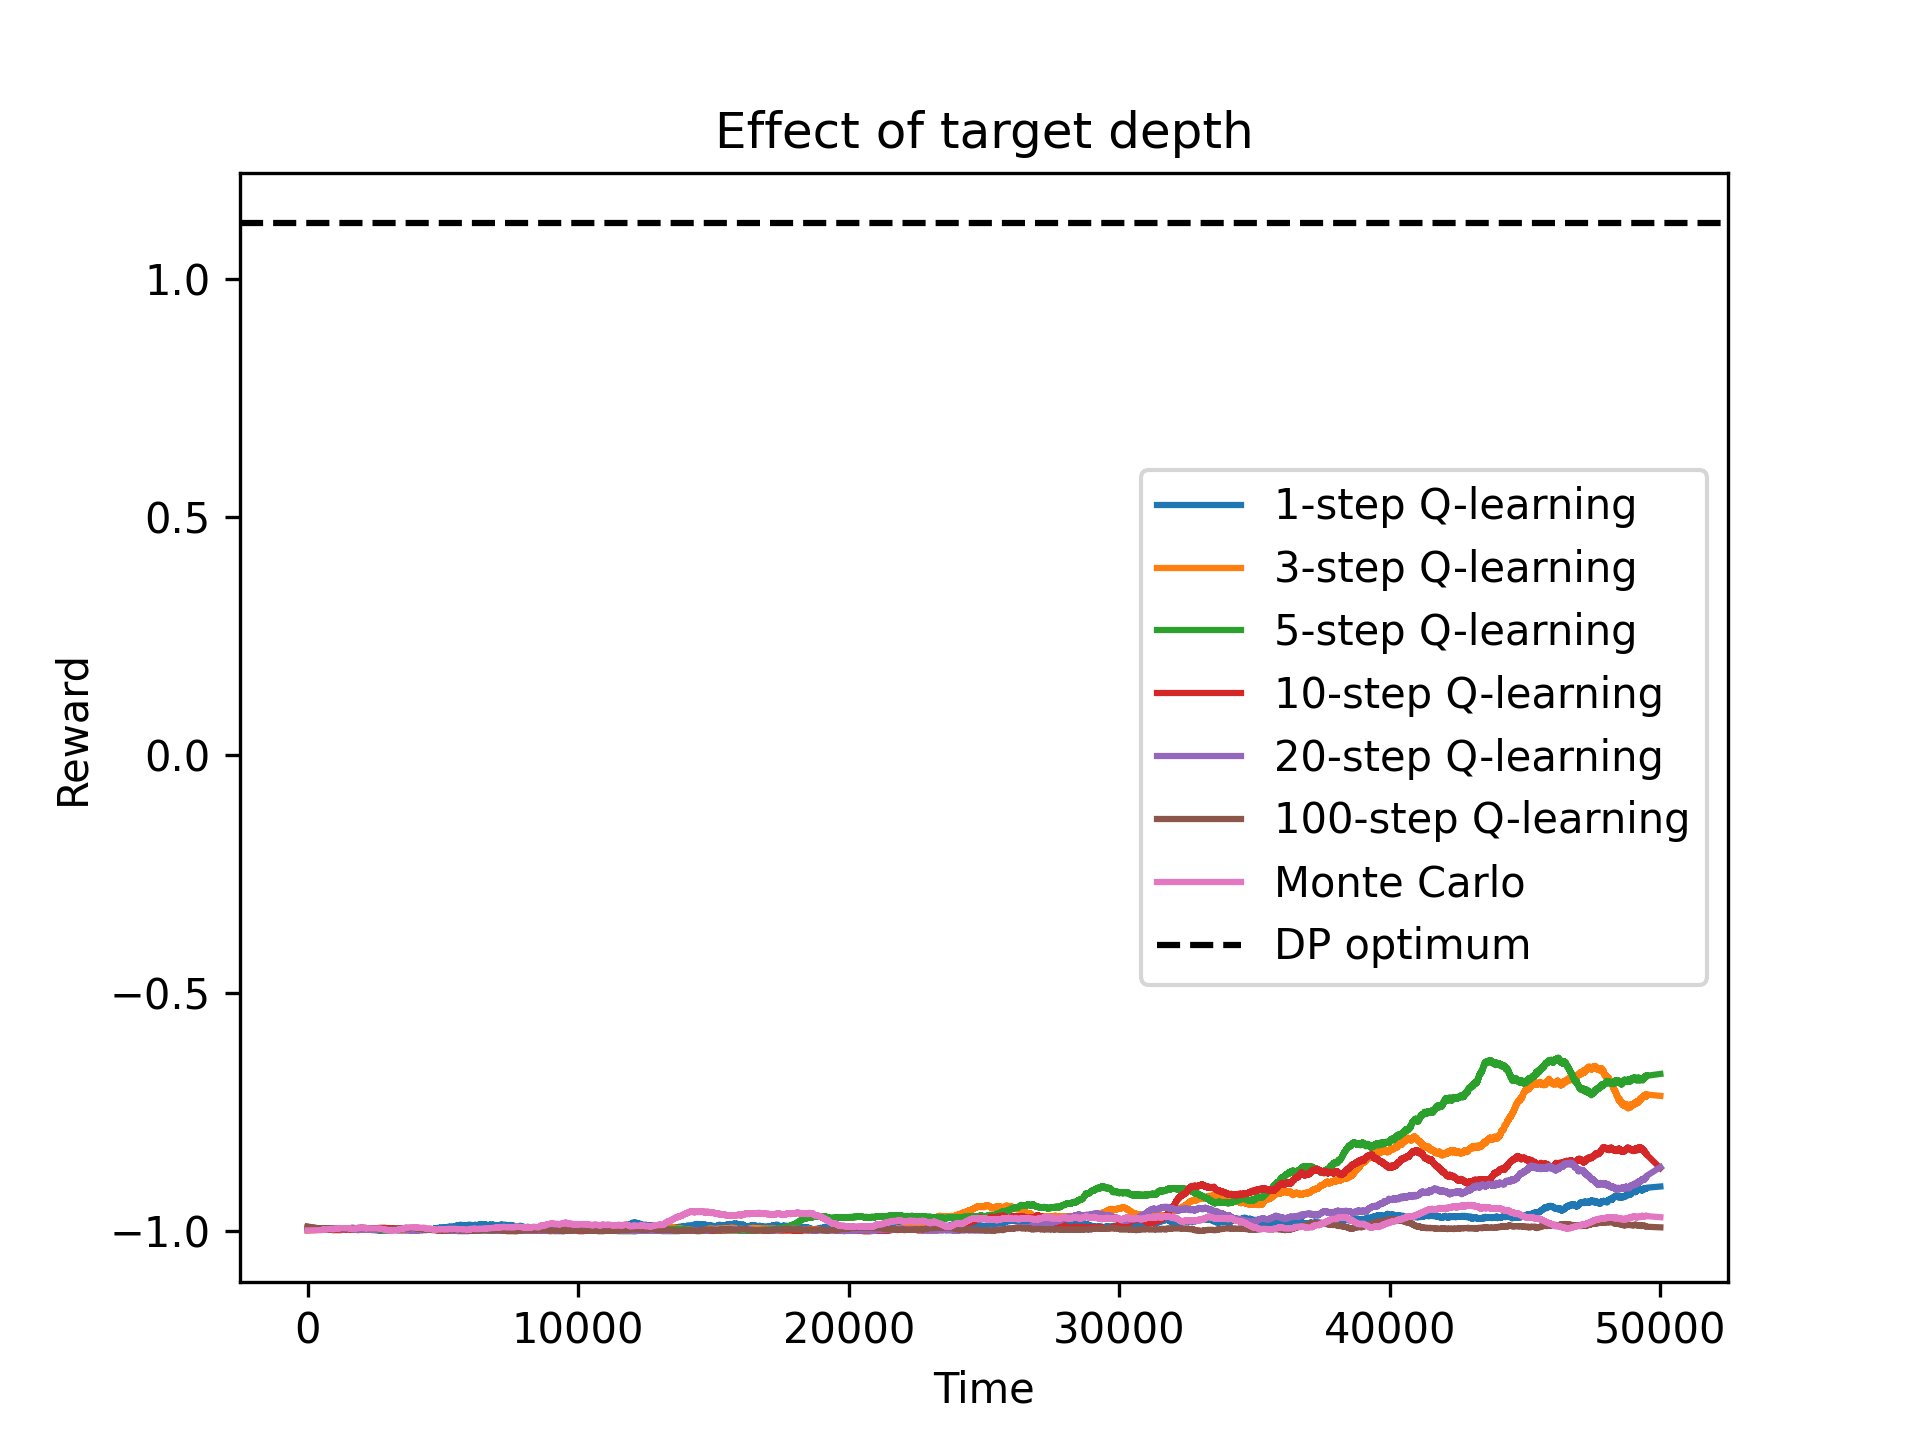 Effect of target depth
1.0
0.5
0.0
−0.5
−1.0
Reward
1-step Q-learning
3-step Q-learning
5-step Q-learning
10-step Q-learning
20-step Q-learning
100-step Q-learning
Monte Carlo
DP optimum
0 10000 20000 30000 40000 50000
Time